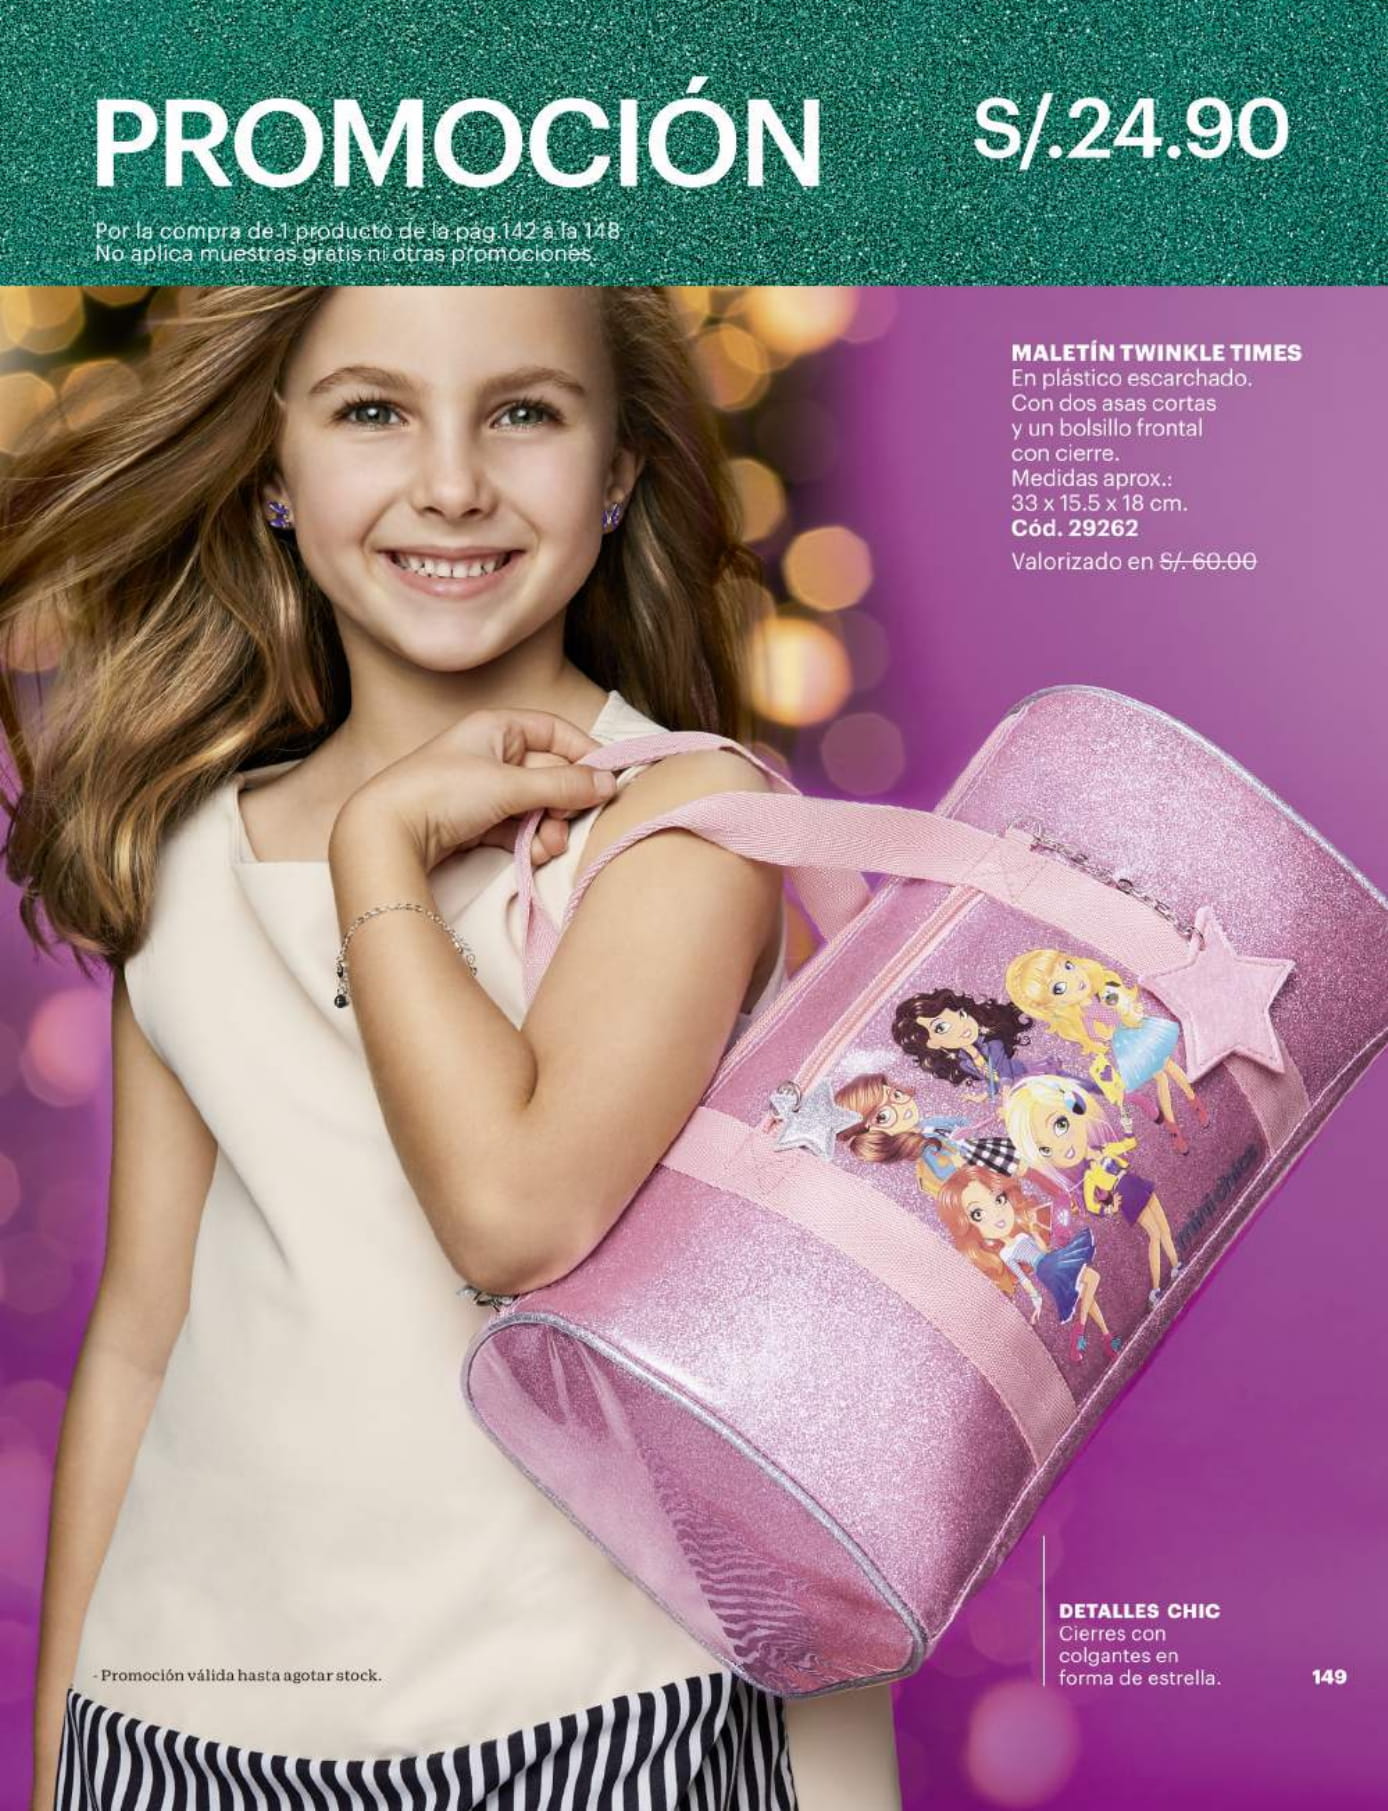 PROMOCIÓN
S/.24.90
Por la compra de 1 producto de la pág.142 a la 148
No aplica muestras gratis ni otras promociones.
MALETÍN TWINKLE TIMES
En plástico escarchado.
Con dos asas cortas
y un bolsillo frontal
con cierre.
Medidas aprox.:
33 x 15.5 x 18 cm.
Cód. 29262
Valorizado en S/. 60.00
mini chics
DETALLES CHIC
Cierres con
colgantes en
forma de estrella.
- Promoción válida hasta agotar stock.
149